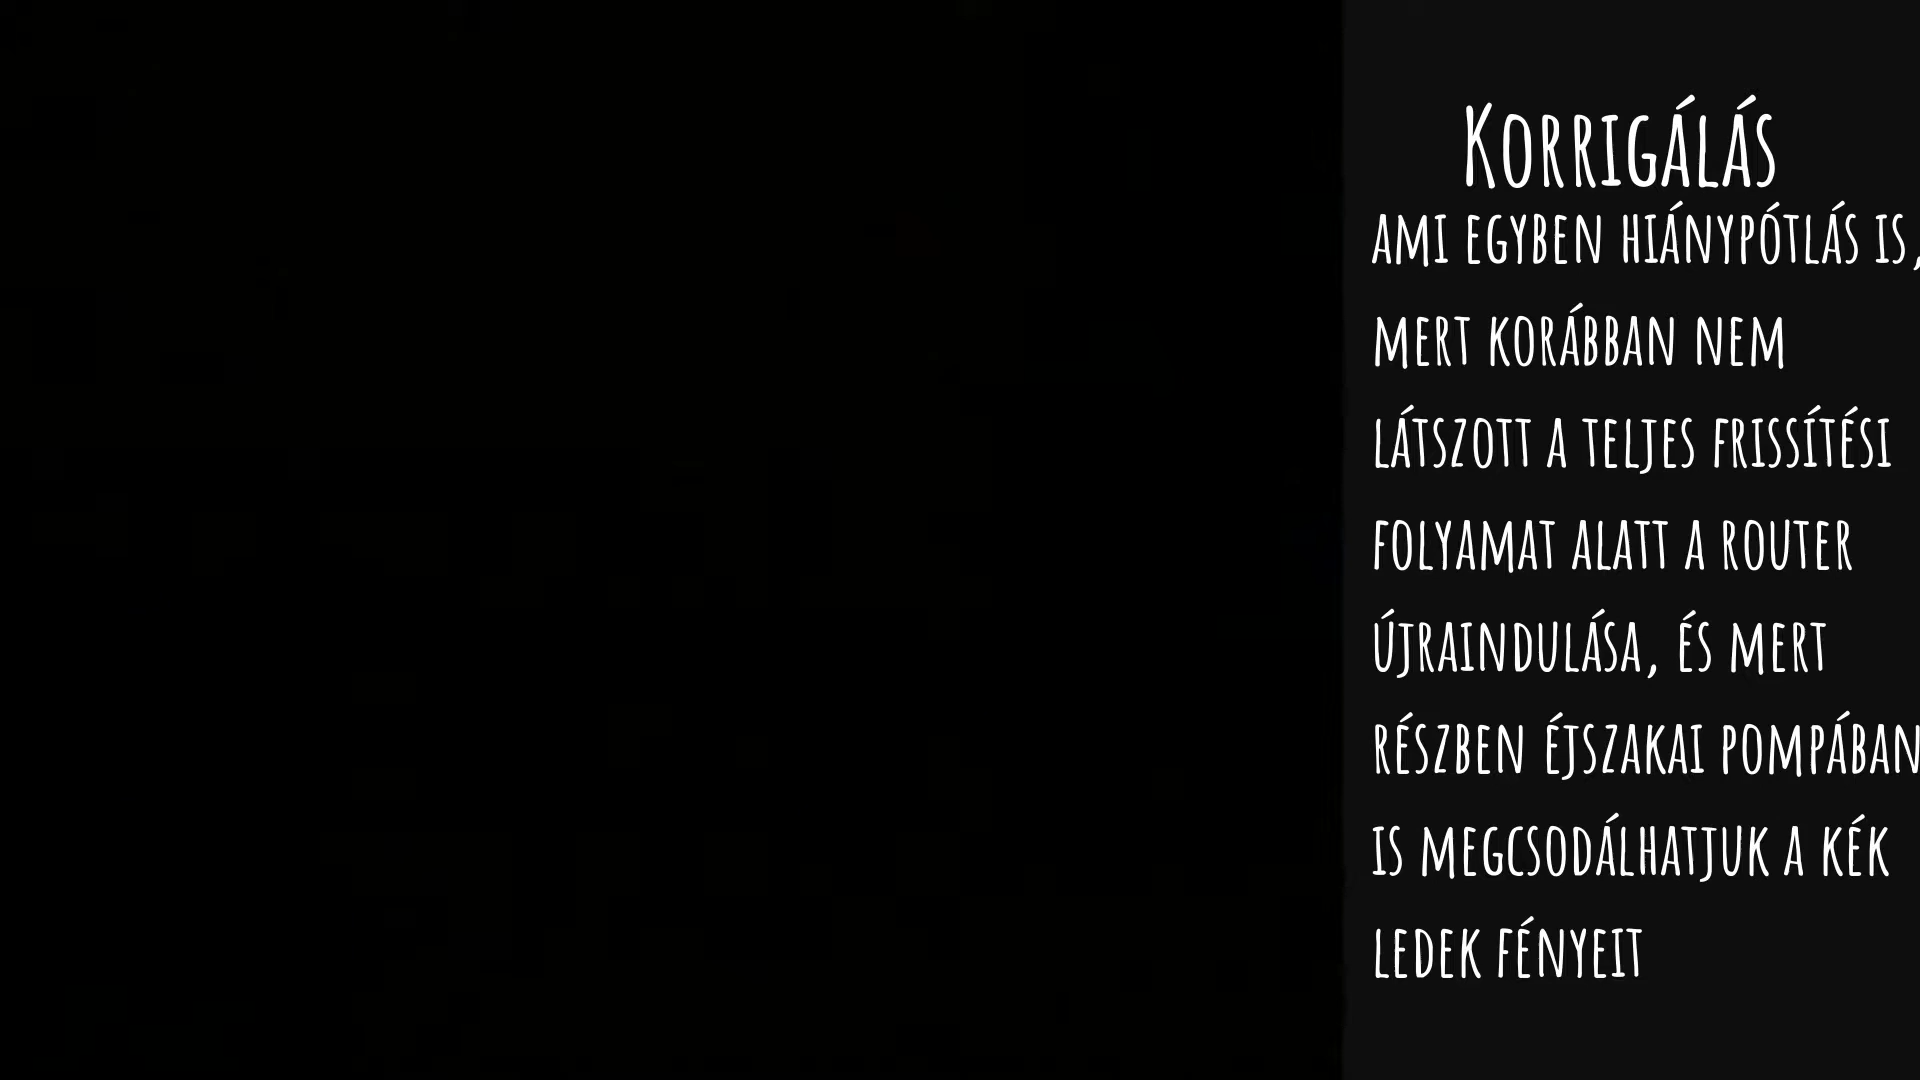 Korrigálás
ami egyben hiánypótlás is,
mert korábban nem
látszott a teljes frissítési
folyamat alatt a router
újraindulása, és mert
részben éjszakai pompában
is megcsodálhatjuk a kék
ledek fényeit